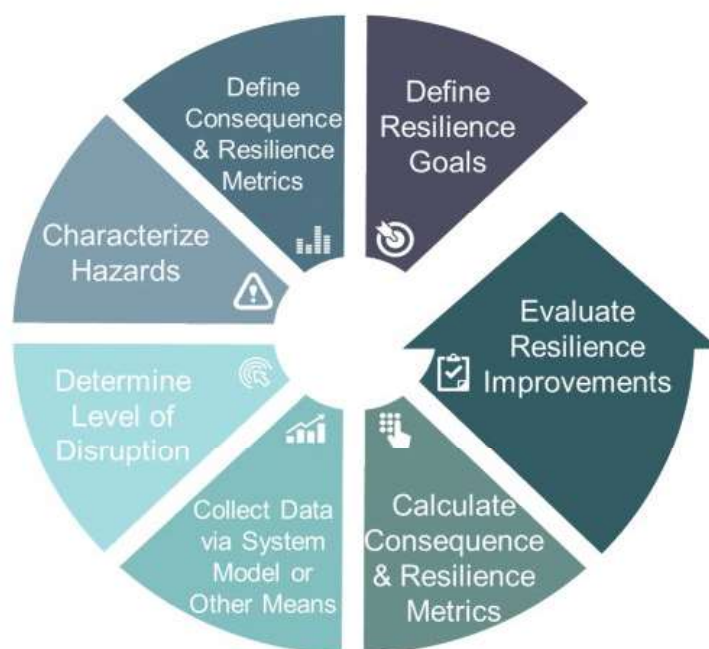 Define
Resilience
Goals
Define
Consequence
& Resilience
Metrics
Characterize
Hazards
Determine
Level of
Disruption
Collect Data
via System
Model or
Other Means
Calculate
Consequence
& Resilience
Metrics
Evaluate
Resilience
Improvements